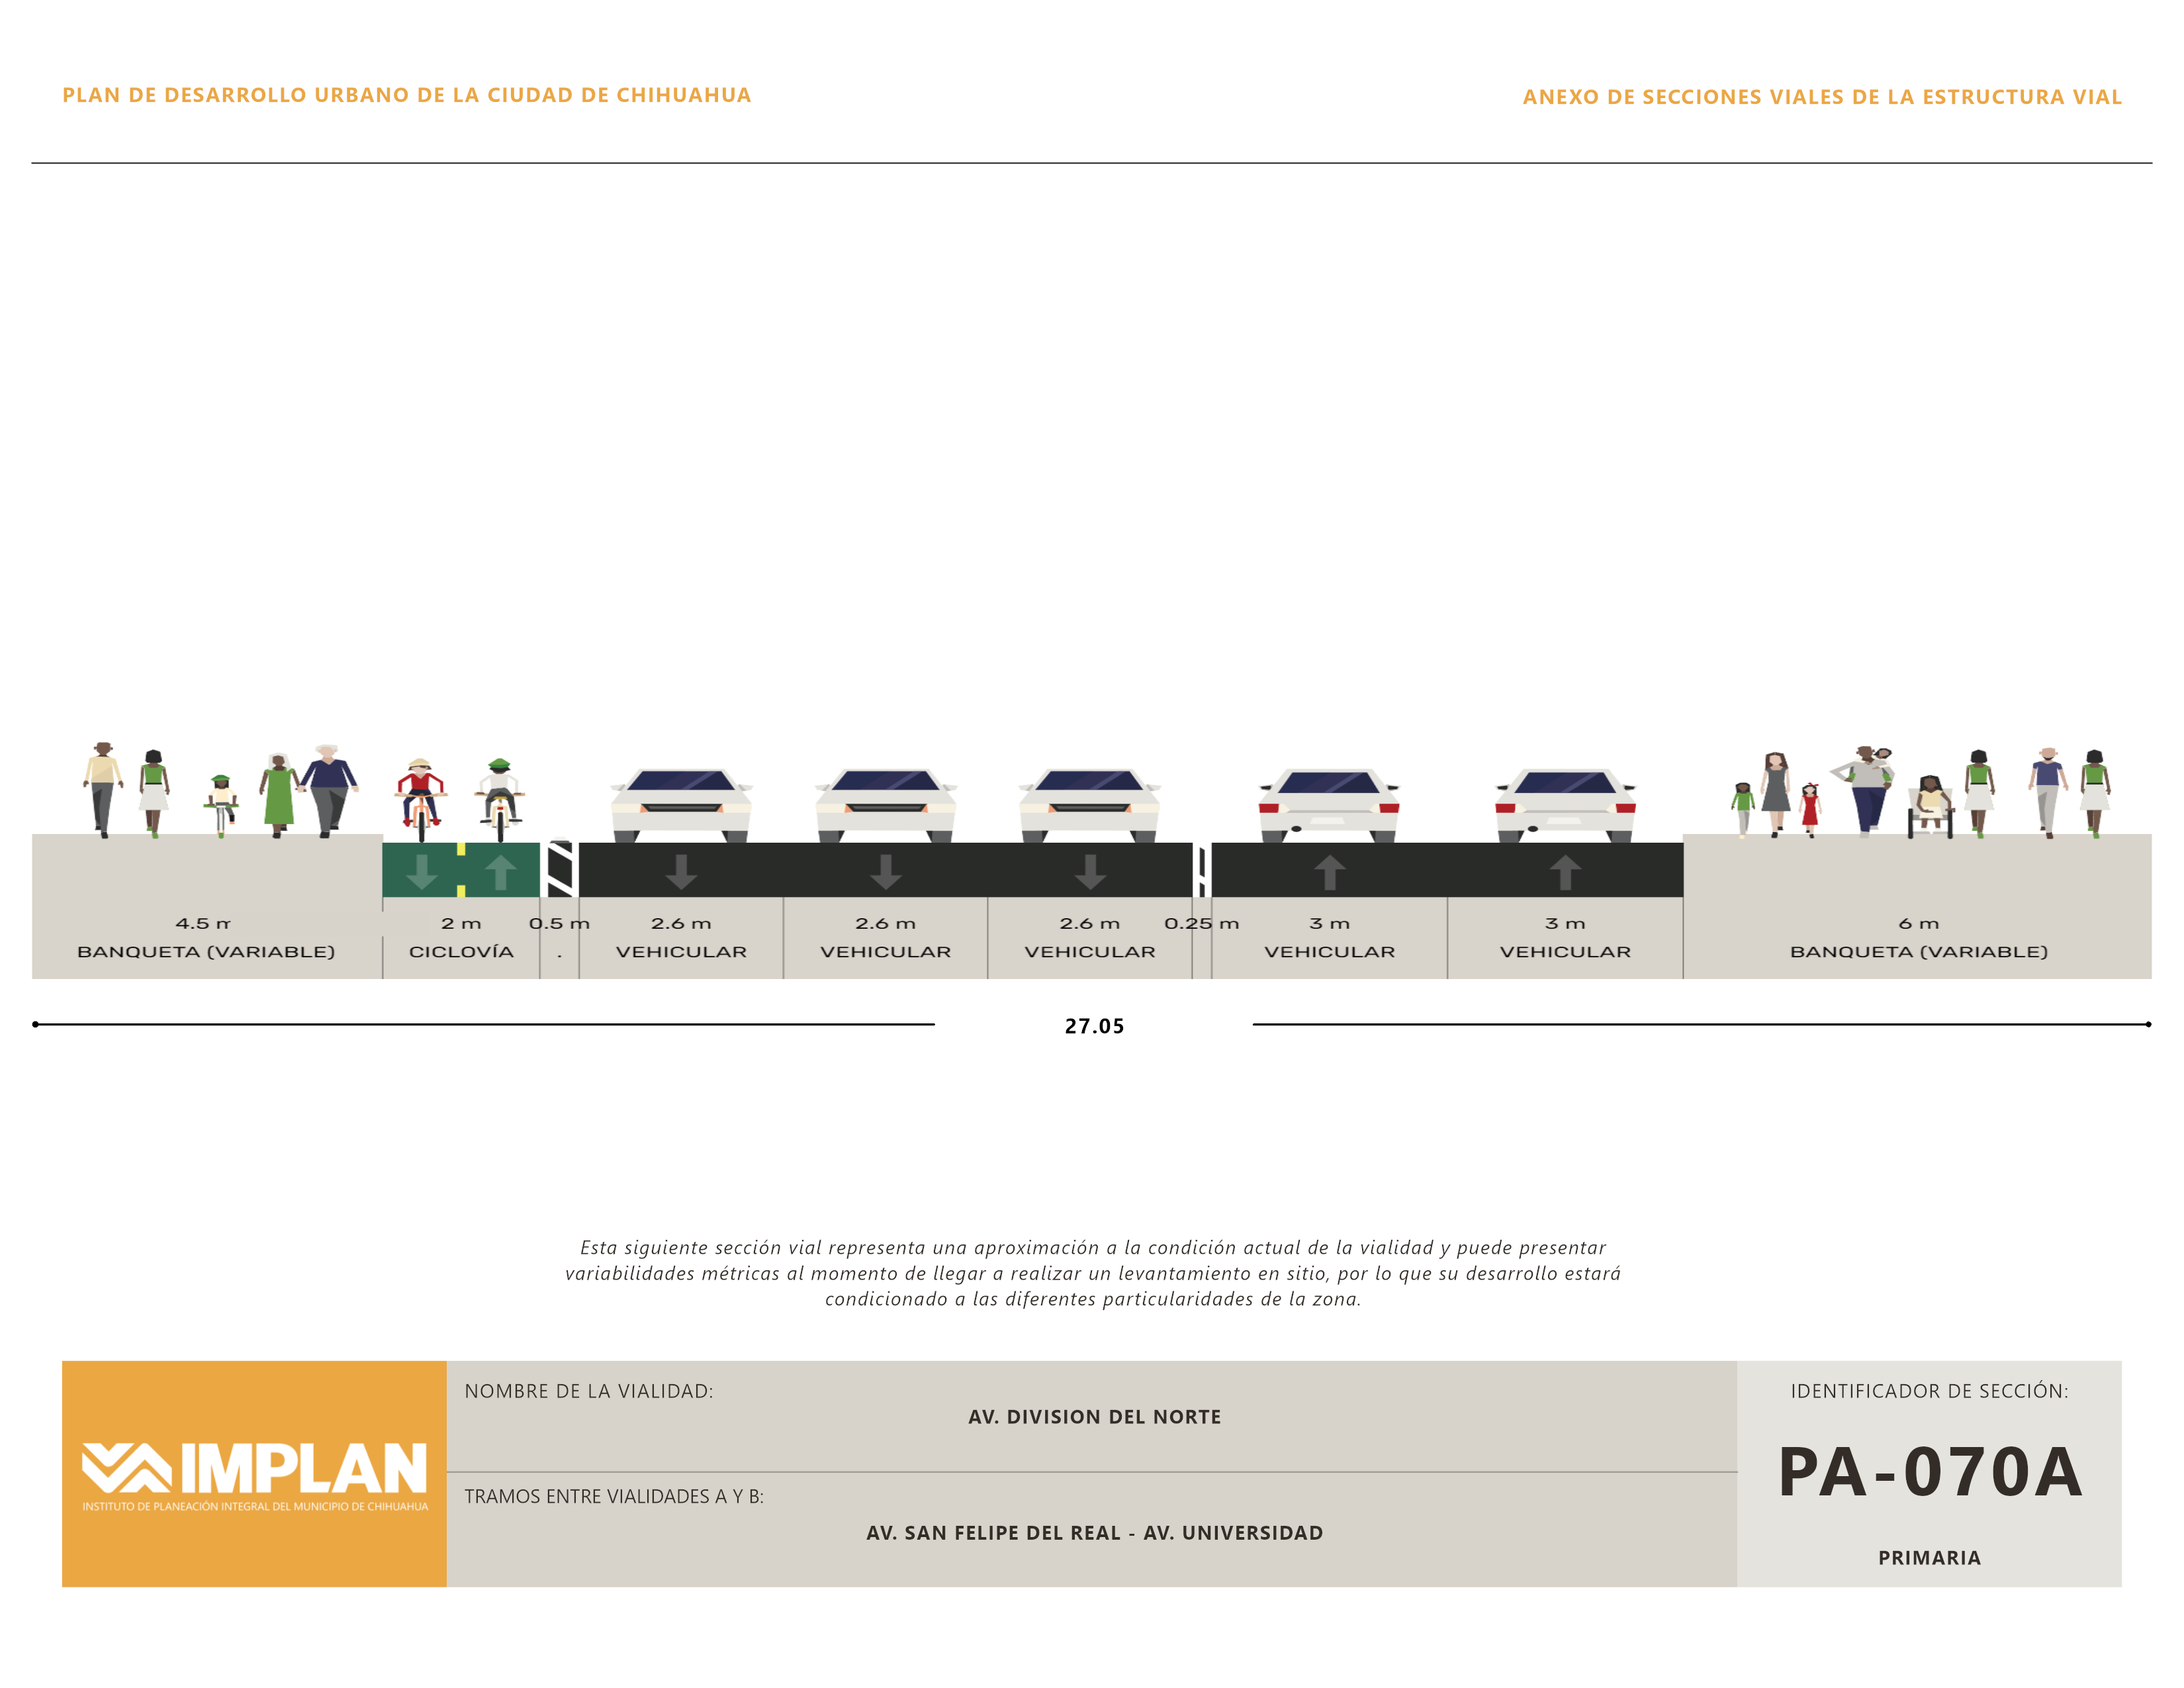 PLAN DE DESARROLLO URBANO DE LA CIUDAD DE CHIHUAHUA
ANEXO DE SECCIONES VIALES DE LA ESTRUCTURA VIAL
4.5 m 2 m 0.5 m 2.6 m 2.6 m 2.6 m 0.25 m 3 m 3 m 6 m
BANQUETA (VARIABLE) CICLOVÍA . VEHICULAR VEHICULAR VEHICULAR VEHICULAR VEHICULAR BANQUETA (VARIABLE)
27.05
Esta siguiente sección vial representa una aproximación a la condición actual de la vialidad y puede presentar
variabilidades métricas al momento de llegar a realizar un levantamiento en sitio, por lo que su desarrollo estará
condicionado a las diferentes particularidades de la zona.
IMPLAN
INSTITUTO DE PLANEACIÓN INTEGRAL DEL MUNICIPIO DE CHIHUAHUA
NOMBRE DE LA VIALIDAD:
AV. DIVISION DEL NORTE
TRAMOS ENTRE VIALIDADES A Y B:
AV. SAN FELIPE DEL REAL - AV. UNIVERSIDAD
IDENTIFICADOR DE SECCIÓN:
PA-070A
PRIMARIA